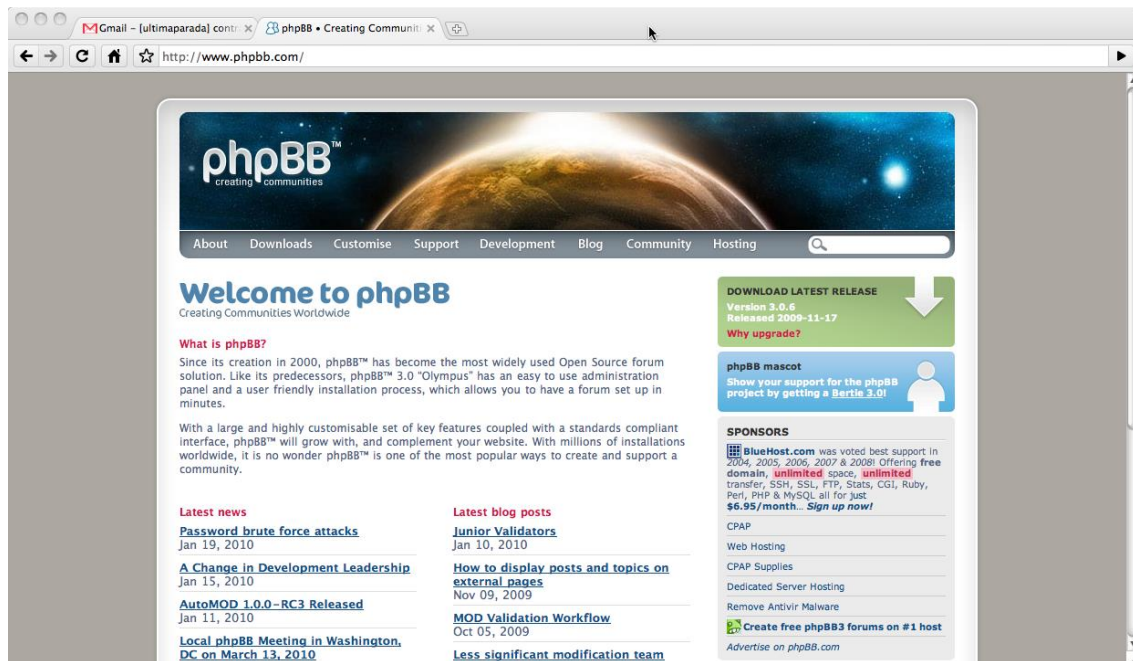 Gmail – [ultimaparada] contr
phpBB • Creating Communiti
http://www.phpbb.com/
phpBB™
creating communities
About Downloads Customise Support Development Blog Community Hosting
Welcome to phpBB
Creating Communities Worldwide
What is phpBB?
Since its creation in 2000, phpBB™ has become the most widely used Open Source forum
solution. Like its predecessors, phpBB™ 3.0 "Olympus" has an easy to use administration
panel and a user friendly installation process, which allows you to have a forum set up in
minutes.
With a large and highly customisable set of key features coupled with a standards compliant
interface, phpBB™ will grow with, and complement your website. With millions of installations
worldwide, it is no wonder phpBB™ is one of the most popular ways to create and support a
community.
Latest news
Password brute force attacks
Jan 19, 2010
A Change in Development Leadership
Jan 15, 2010
AutoMOD 1.0.0-RC3 Released
Jan 11, 2010
Local phpBB Meeting in Washington,
DC on March 13, 2010
Latest blog posts
Junior Validators
Jan 10, 2010
How to display posts and topics on
external pages
Nov 09, 2009
MOD Validation Workflow
Oct 05, 2009
Less significant modification team
DOWNLOAD LATEST RELEASE
Version 3.0.6
Released 2009-11-17
Why upgrade?
phpBB mascot
Show your support for the phpBB
project by getting a Bertie 3.0!
SPONSORS
BlueHost.com was voted best support in
2004, 2005, 2006, 2007 & 2008! Offering free
domain, unlimited space, unlimited
transfer, SSH, SSL, FTP, Stats, CGI, Ruby,
Perl, PHP & MySQL all for just
$6.95/month... Sign up now!
CPAP
Web Hosting
CPAP Supplies
Dedicated Server Hosting
Remove Antivir Malware
Create free phpBB3 forums on #1 host
Advertise on phpBB.com